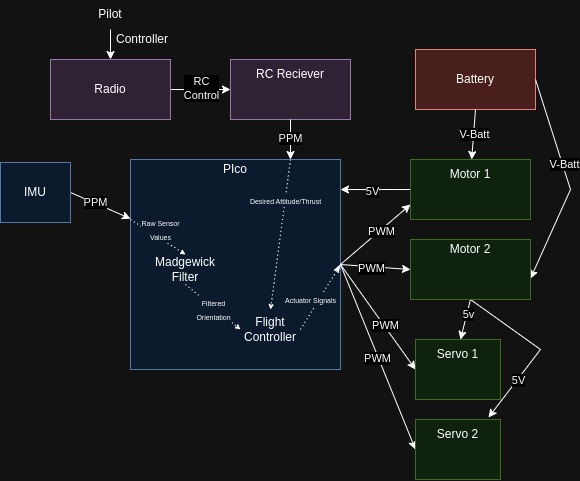 Pilot
Controller
Radio
RC
Control
RC Reciever
Battery
PPM
V-Batt
V-Batt
IMU
PPM
PIco
Motor 1
5V
Desired Attitude/Thrust
Raw Sensor
Values
PWM
Motor 2
Madgewick
Filter
PWM
Filtered
Orientation
Actuator Signals
Flight
Controller
5v
PWM
Servo 1
PWM
5V
Servo 2